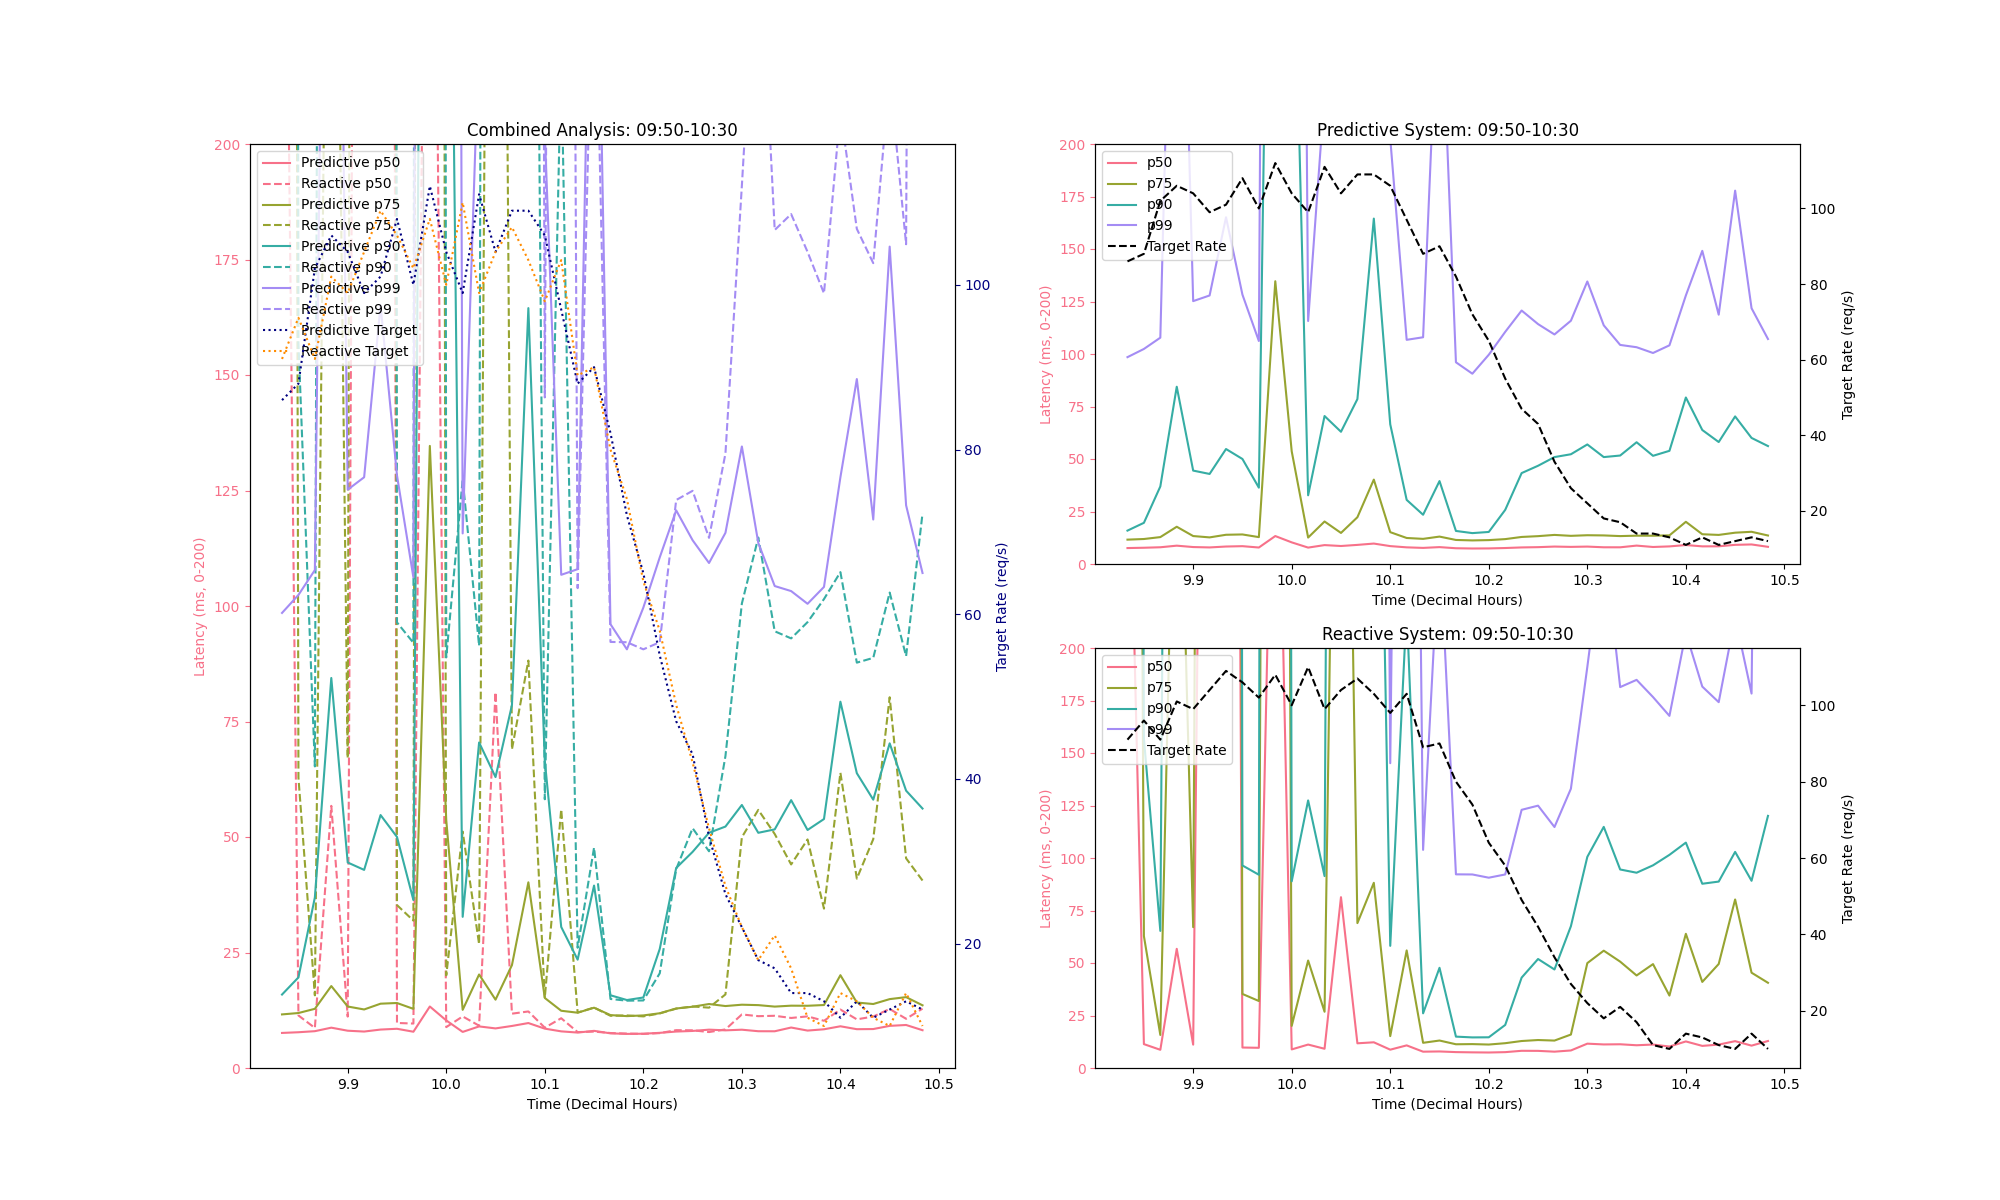 Combined Analysis: 09:50-10:30
200
175
150
125
100
75
50
25
0
Latency (ms, 0-200)
Predictive p50
Reactive p50
Predictive p75
Reactive p75
Predictive p90
Reactive p90
Predictive p99
Reactive p99
Predictive Target
Reactive Target
100
80
60
40
20
Target Rate (req/s)
9.9 10.0 10.1 10.2 10.3 10.4 10.5
Time (Decimal Hours)
Predictive System: 09:50-10:30
200
175
150
125
100
75
50
25
0
Latency (ms, 0-200)
p50
p75
p90
p99
Target Rate
100
80
60
40
20
Target Rate (req/s)
9.9 10.0 10.1 10.2 10.3 10.4 10.5
Time (Decimal Hours)
Reactive System: 09:50-10:30
200
175
150
125
100
75
50
25
0
Latency (ms, 0-200)
p50
p75
p90
p99
Target Rate
100
80
60
40
20
Target Rate (req/s)
9.9 10.0 10.1 10.2 10.3 10.4 10.5
Time (Decimal Hours)